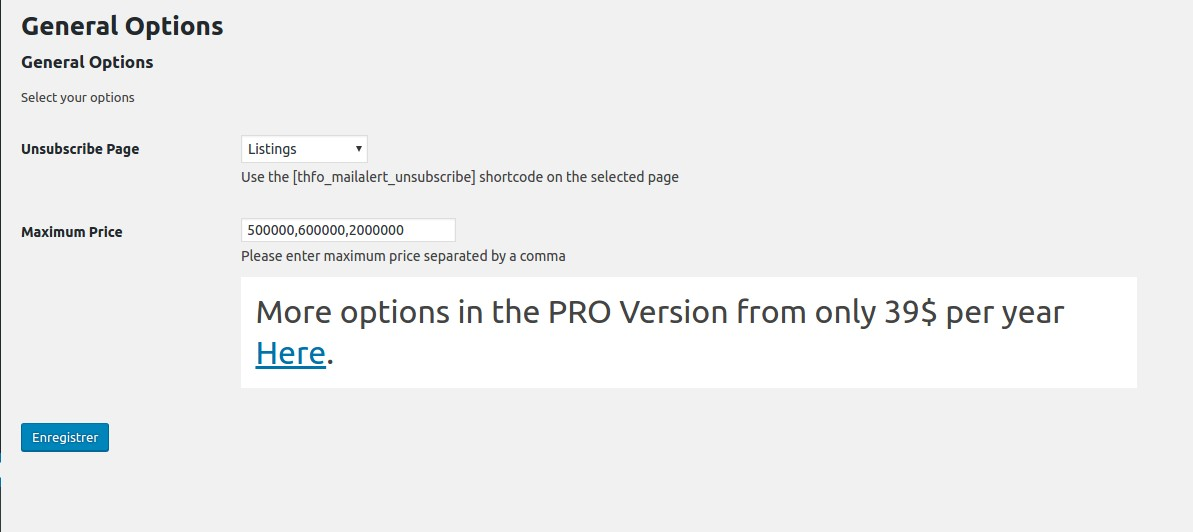 General Options
General Options
Select your options
Unsubscribe Page
Listings
Use the [thfo_mailalert_unsubscribe] shortcode on the selected page
Maximum Price
500000,600000,2000000
Please enter maximum price separated by a comma
More options in the PRO Version from only 39$ per year
Here.
Enregistrer